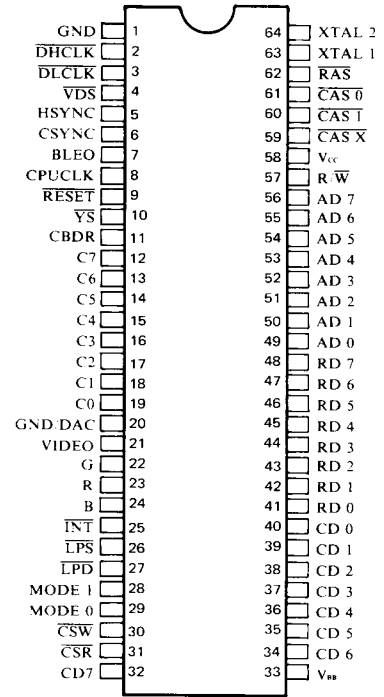 GND 1
DHCLK 2
DLCLK 3
VDS 4
HSYNC 5
CSYNC 6
BLEO 7
CPUCLK 8
RESET 9
YS 10
CBDR 11
C7 12
C6 13
C5 14
C4 15
C3 16
C2 17
C1 18
C0 19
GND/DAC 20
VIDEO 21
G 22
R 23
B 24
INT 25
LPS 26
LPD 27
MODE 1 28
MODE 0 29
CSW 30
CSR 31
CD7 32
64 XTAL 2
63 XTAL 1
62 RAS
61 CAS 0
60 CAS 1
59 CAS X
58 Vcc
57 R/W
56 AD 7
55 AD 6
54 AD 5
53 AD 4
52 AD 3
51 AD 2
50 AD 1
49 AD 0
48 RD 7
47 RD 6
46 RD 5
45 RD 4
44 RD 3
43 RD 2
42 RD 1
41 RD 0
40 CD 0
39 CD 1
38 CD 2
37 CD 3
36 CD 4
35 CD 5
34 CD 6
33 VBB